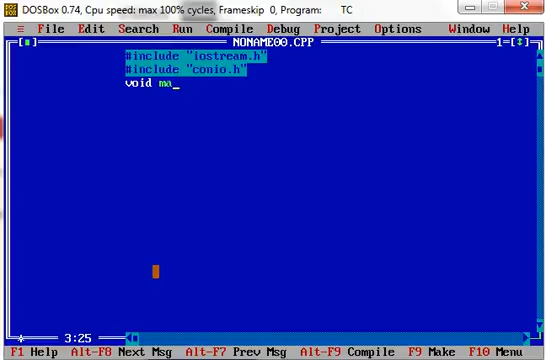 DOSBox 0.74, Cpu speed: max 100% cycles, Frameskip 0, Program: TC
≡ File Edit Search Run Compile Debug Project Options Window Help
[■] NONAME00.CPP 1=[↕]
#include "iostream.h"
#include "conio.h"
void ma_
* 3:25
F1 Help Alt-F8 Next Msg Alt-F7 Prev Msg Alt-F9 Compile F9 Make F10 Menu